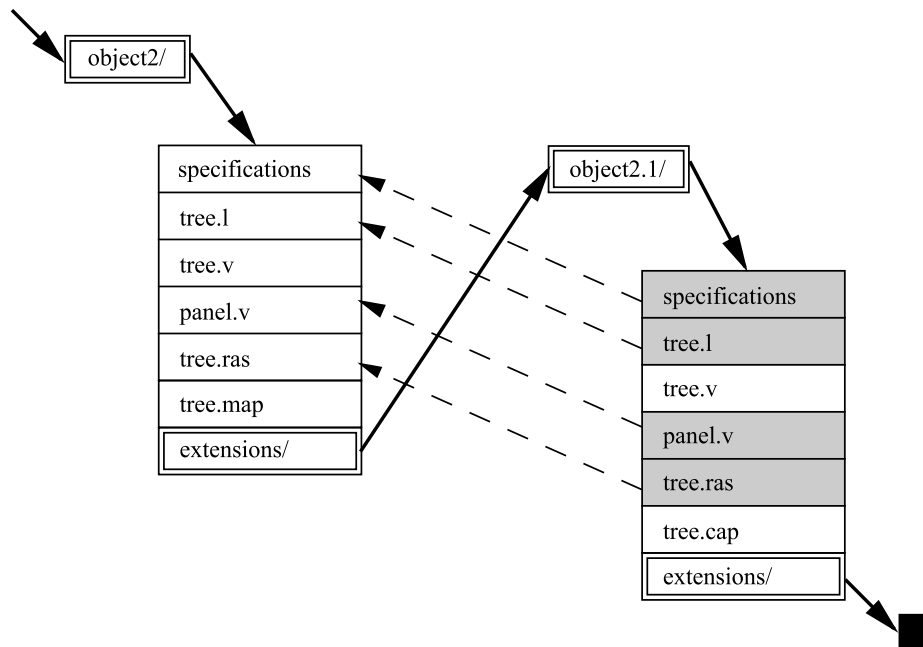 object2/
specifications
tree.l
tree.v
panel.v
tree.ras
tree.map
extensions/
object2.1/
specifications
tree.l
tree.v
panel.v
tree.ras
tree.cap
extensions/